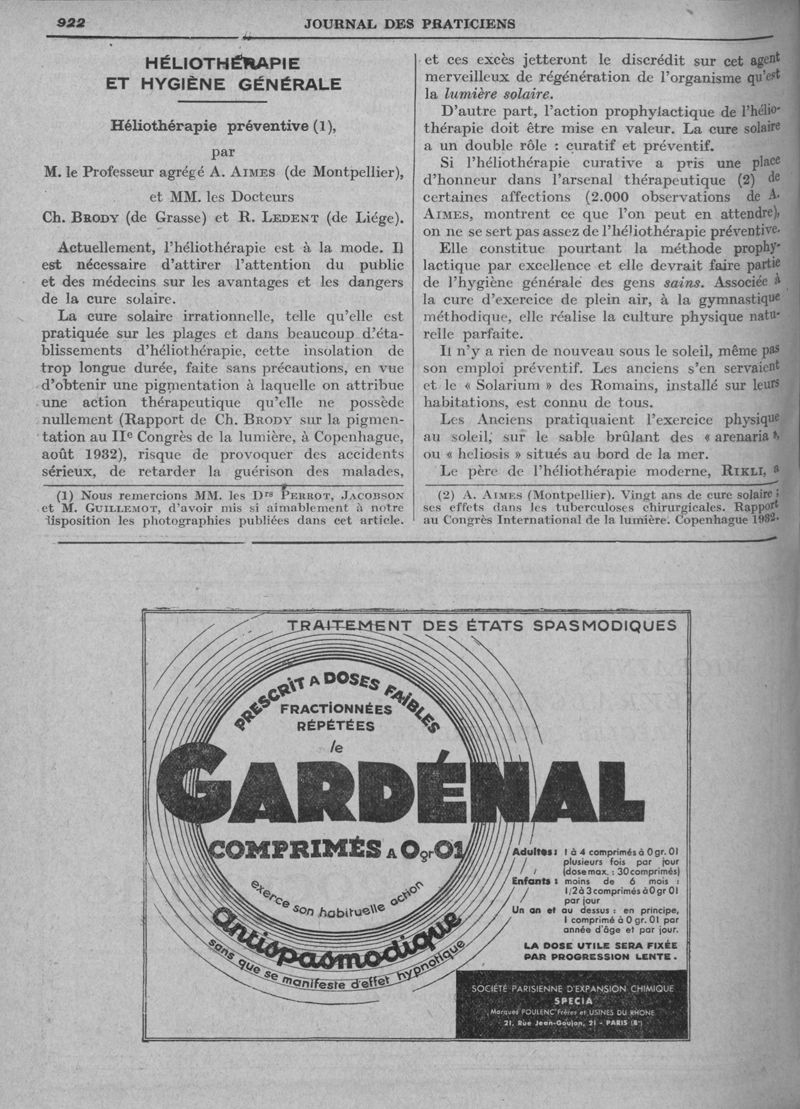 922
JOURNAL DES PRATICIENS
HÉLIOTHÉRAPIE
ET HYGIÈNE GÉNÉRALE
Héliothérapie préventive (1),
par
M. le Professeur agrégé A. AIMES (de Montpellier),
et MM. les Docteurs
Ch. BRODY (de Grasse) et R. LEDENT (de Liége).
Actuellement, l'héliothérapie est à la mode. Il
est nécessaire d'attirer l'attention du public
et des médecins sur les avantages et les dangers
de la cure solaire.
La cure solaire irrationnelle, telle qu'elle est
pratiquée sur les plages et dans beaucoup d'éta-
blissements d'héliothérapie, cette insolation de
trop longue durée, faite sans précautions, en vue
d'obtenir une pigmentation à laquelle on attribue
une action thérapeutique qu'elle ne possède
nullement (Rapport de Ch. BRODY sur la pigmen-
tation au IIe Congrès de la lumière, à Copenhague,
août 1932), risque de provoquer des accidents
sérieux, de retarder la guérison des malades,
(1) Nous remercions MM. les Drs PERROT, JACOBSON
et M. GUILLEMOT, d'avoir mis si aimablement à notre
disposition les photographies publiées dans cet article.
et ces excès jetteront le discrédit sur cet agent
merveilleux de régénération de l'organisme qu'est
la lumière solaire.
D'autre part, l'action prophylactique de l'hélio-
thérapie doit être mise en valeur. La cure solaire
a un double rôle : curatif et préventif.
Si l'héliothérapie curative a pris une place
d'honneur dans l'arsenal thérapeutique (2) de
certaines affections (2.000 observations de A.
AIMES, montrent ce que l'on peut en attendre),
on ne se sert pas assez de l'héliothérapie préventive.
Elle constitue pourtant la méthode prophy-
lactique par excellence et elle devrait faire partie
de l'hygiène générale des gens sains. Associée à
la cure d'exercice de plein air, à la gymnastique
méthodique, elle réalise la culture physique natu-
relle parfaite.
Il n'y a rien de nouveau sous le soleil, même pas
son emploi préventif. Les anciens s'en servaient
et le « Solarium » des Romains, installé sur leurs
habitations, est connu de tous.
Les Anciens pratiquaient l'exercice physique
au soleil, sur le sable brûlant des « arenaria »,
ou « heliosis » situés au bord de la mer.
Le père de l'héliothérapie moderne, RIKLI, a
(2) A. AIMES (Montpellier). Vingt ans de cure solaire ;
ses effets dans les tuberculoses chirurgicales. Rapport
au Congrès International de la lumière. Copenhague 1932.
TRAITEMENT DES ÉTATS SPASMODIQUES
PRESCRIT A DOSES FAÏBLES
FRACTIONNÉES
RÉPÉTÉES
le
GARDÉNAL
COMPRIMÉS A 0gr01
exerce son habituelle action
antispasmodique
sans que se manifeste d'effet hypnotique
Adultes : 1 à 4 comprimés à 0 gr. 01
plusieurs fois par jour
(dose max. : 30 comprimés)
Enfants : moins de 6 mois :
1/2 à 3 comprimés à 0 gr 01
par jour
Un an et au dessus : en principe,
1 comprimé à 0 gr. 01 par
année d'âge et par jour.
LA DOSE UTILE SERA FIXÉE
PAR PROGRESSION LENTE.
SOCIÉTÉ PARISIENNE D'EXPANSION CHIMIQUE
SPECIA
Marques POULENC Frères et USINES DU RHONE
21, Rue Jean-Goujon, 21 - PARIS (8e)